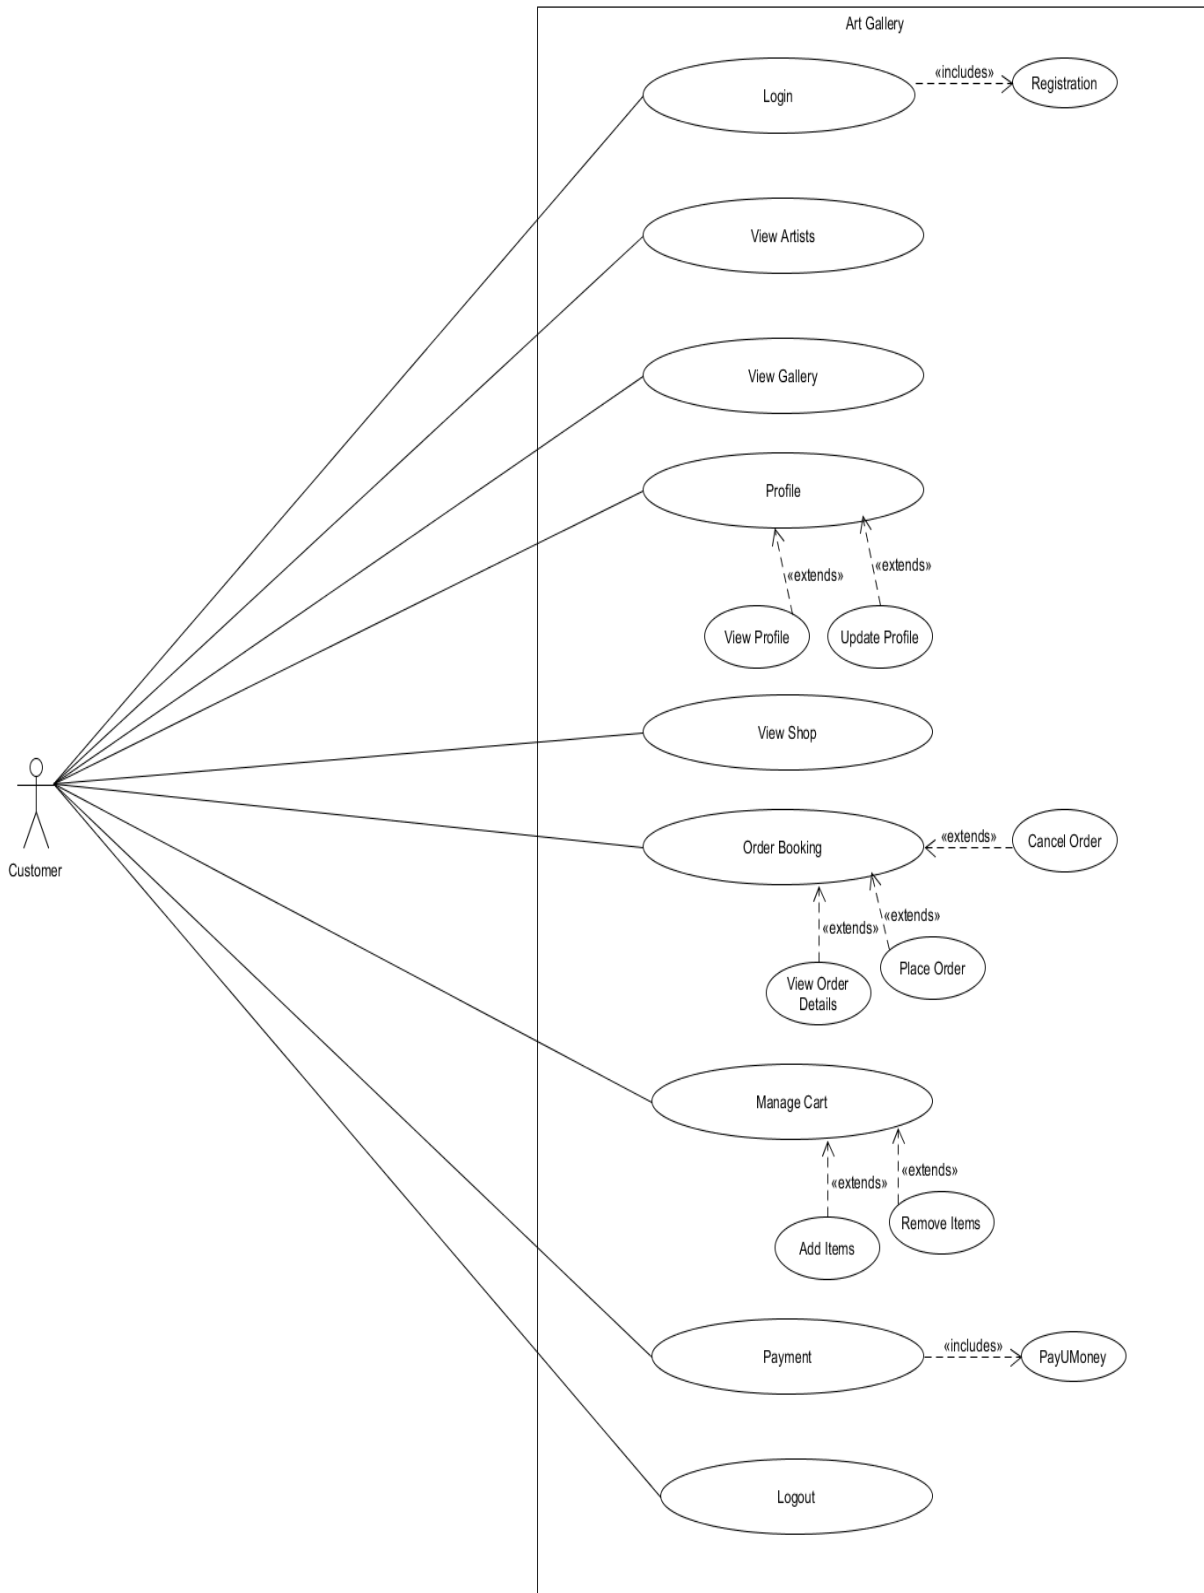 Art Gallery
Login
«includes»
Registration
View Artists
View Gallery
Profile
«extends»
«extends»
View Profile
Update Profile
View Shop
Customer
Order Booking
«extends»
Cancel Order
«extends»
«extends»
Place Order
View Order
Details
Manage Cart
«extends»
«extends»
Remove Items
Add Items
Payment
«includes»
PayUMoney
Logout